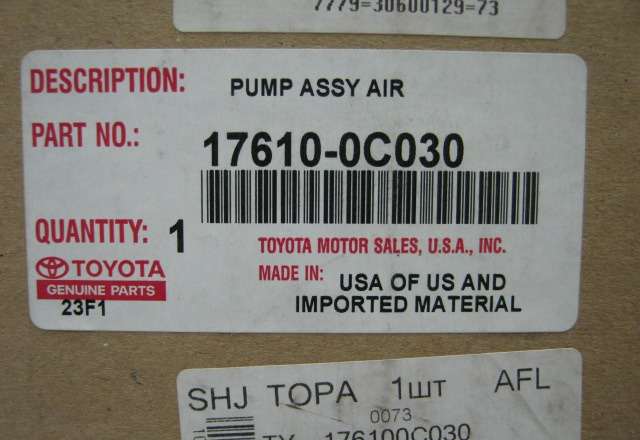 7779=30600129=73
DESCRIPTION: PUMP ASSY AIR
PART NO.: 17610-0C030
QUANTITY: 1
TOYOTA MOTOR SALES, U.S.A., INC.
TOYOTA
GENUINE PARTS
23F1
MADE IN: USA OF US AND
IMPORTED MATERIAL
SHJ TOPA 1шт AFL
0073
TY 176100C030